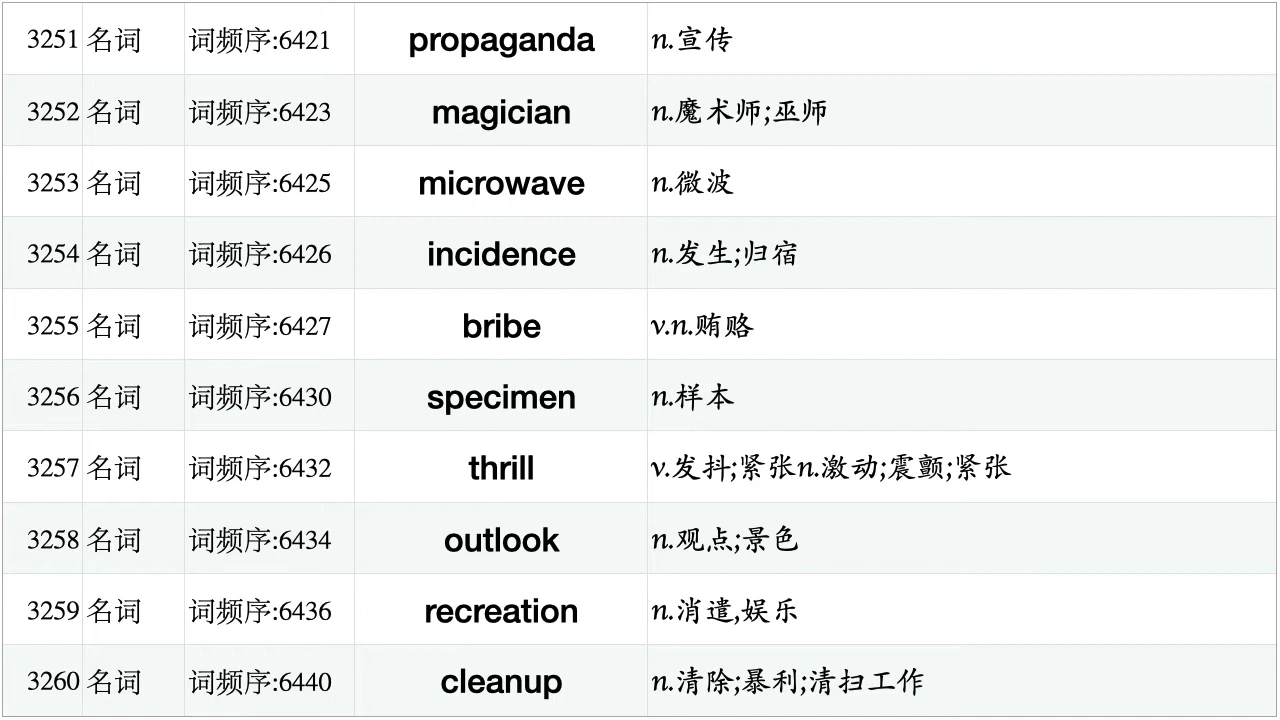 3251 名词 词频序:6421 propaganda n.宣传
3252 名词 词频序:6423 magician n.魔术师;巫师
3253 名词 词频序:6425 microwave n.微波
3254 名词 词频序:6426 incidence n.发生;归宿
3255 名词 词频序:6427 bribe v.n.贿赂
3256 名词 词频序:6430 specimen n.样本
3257 名词 词频序:6432 thrill v.发抖;紧张n.激动;震颤;紧张
3258 名词 词频序:6434 outlook n.观点;景色
3259 名词 词频序:6436 recreation n.消遣,娱乐
3260 名词 词频序:6440 cleanup n.清除;暴利;清扫工作